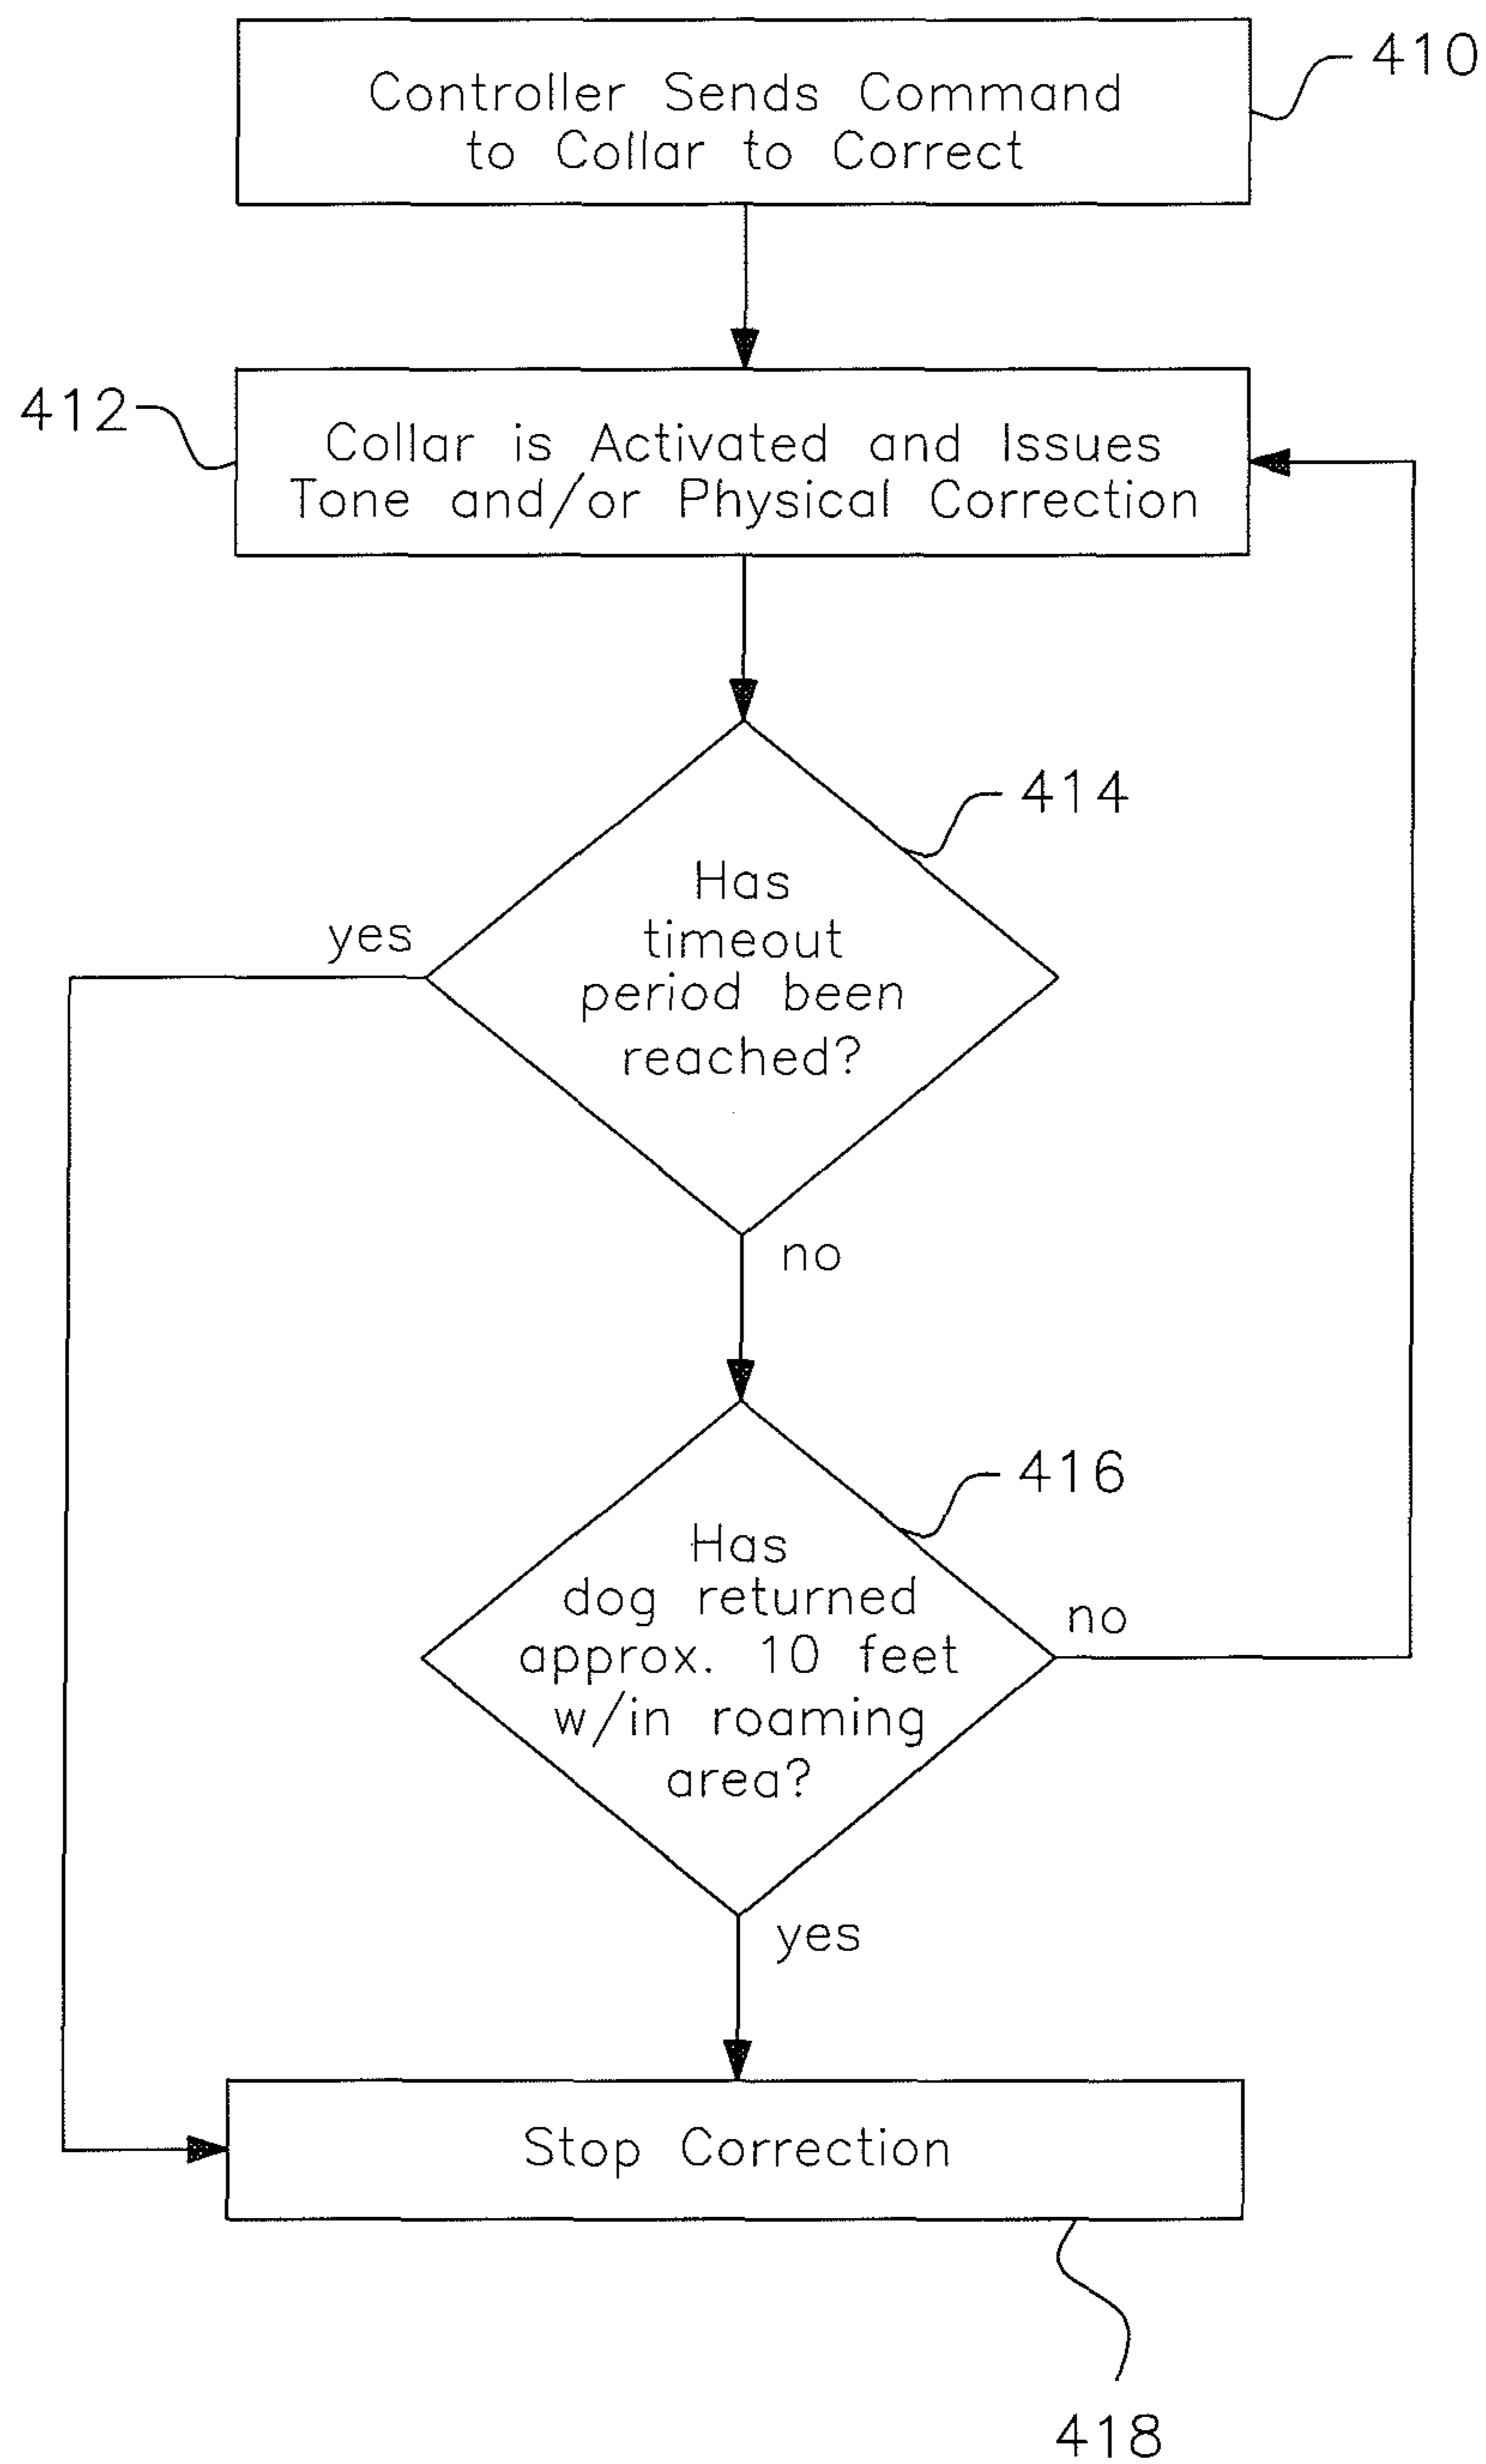 Controller Sends Command
to Collar to Correct
410
412
Collar is Activated and Issues
Tone and/or Physical Correction
414
Has
timeout
period been
reached?
yes
no
416
Has
dog returned
approx. 10 feet
w/in roaming
area?
no
yes
Stop Correction
418